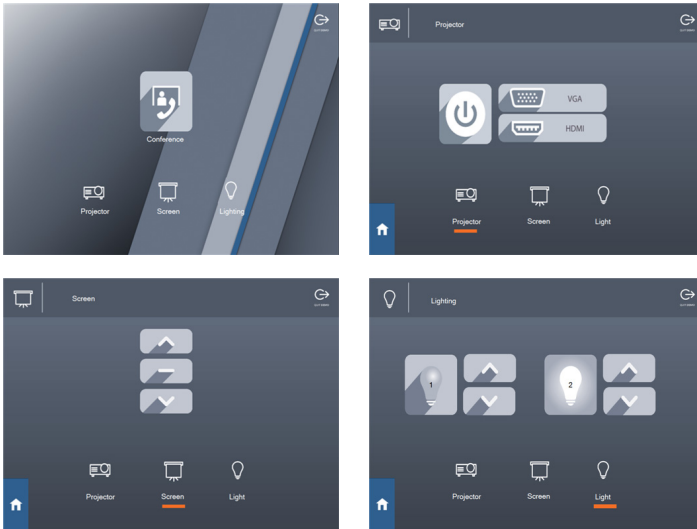 Conference
Projector
Screen
Lighting
Projector
VGA
HDMI
Projector
Screen
Light
Screen
Projector
Screen
Light
Lighting
1
2
Projector
Screen
Light